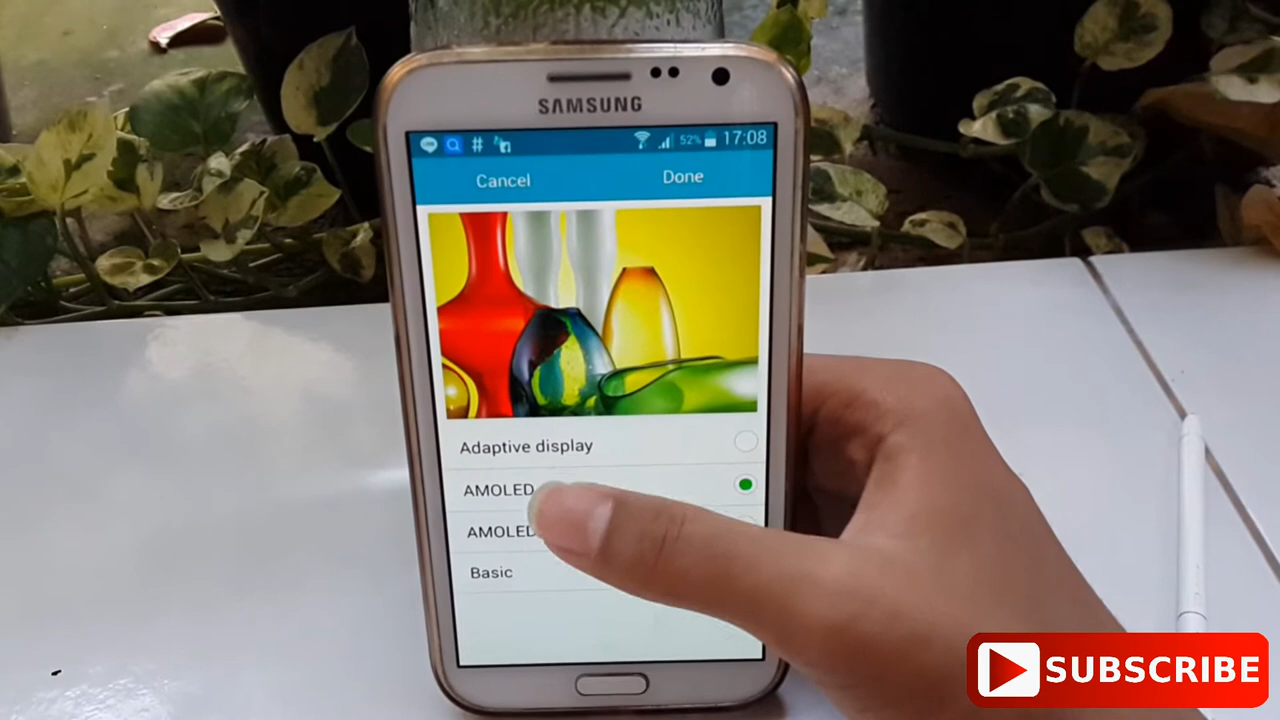 SAMSUNG
52% 17:08
Cancel Done
Adaptive display
AMOLED
AMOLED
Basic
SUBSCRIBE